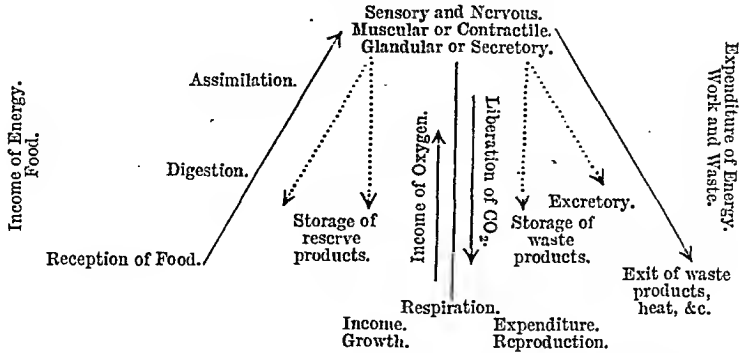 Sensory and Nervous.
Muscular or Contractile.
Glandular or Secretory.
Assimilation.
Digestion.
Reception of Food.
Income of Energy.
Food.
Storage of
reserve
products.
Income of Oxygen.
Liberation of CO₂.
Storage of
waste
products.
Excretory.
Expenditure of Energy.
Work and Waste.
Exit of waste
products,
heat, &c.
Respiration.
Income.
Growth.
Expenditure.
Reproduction.